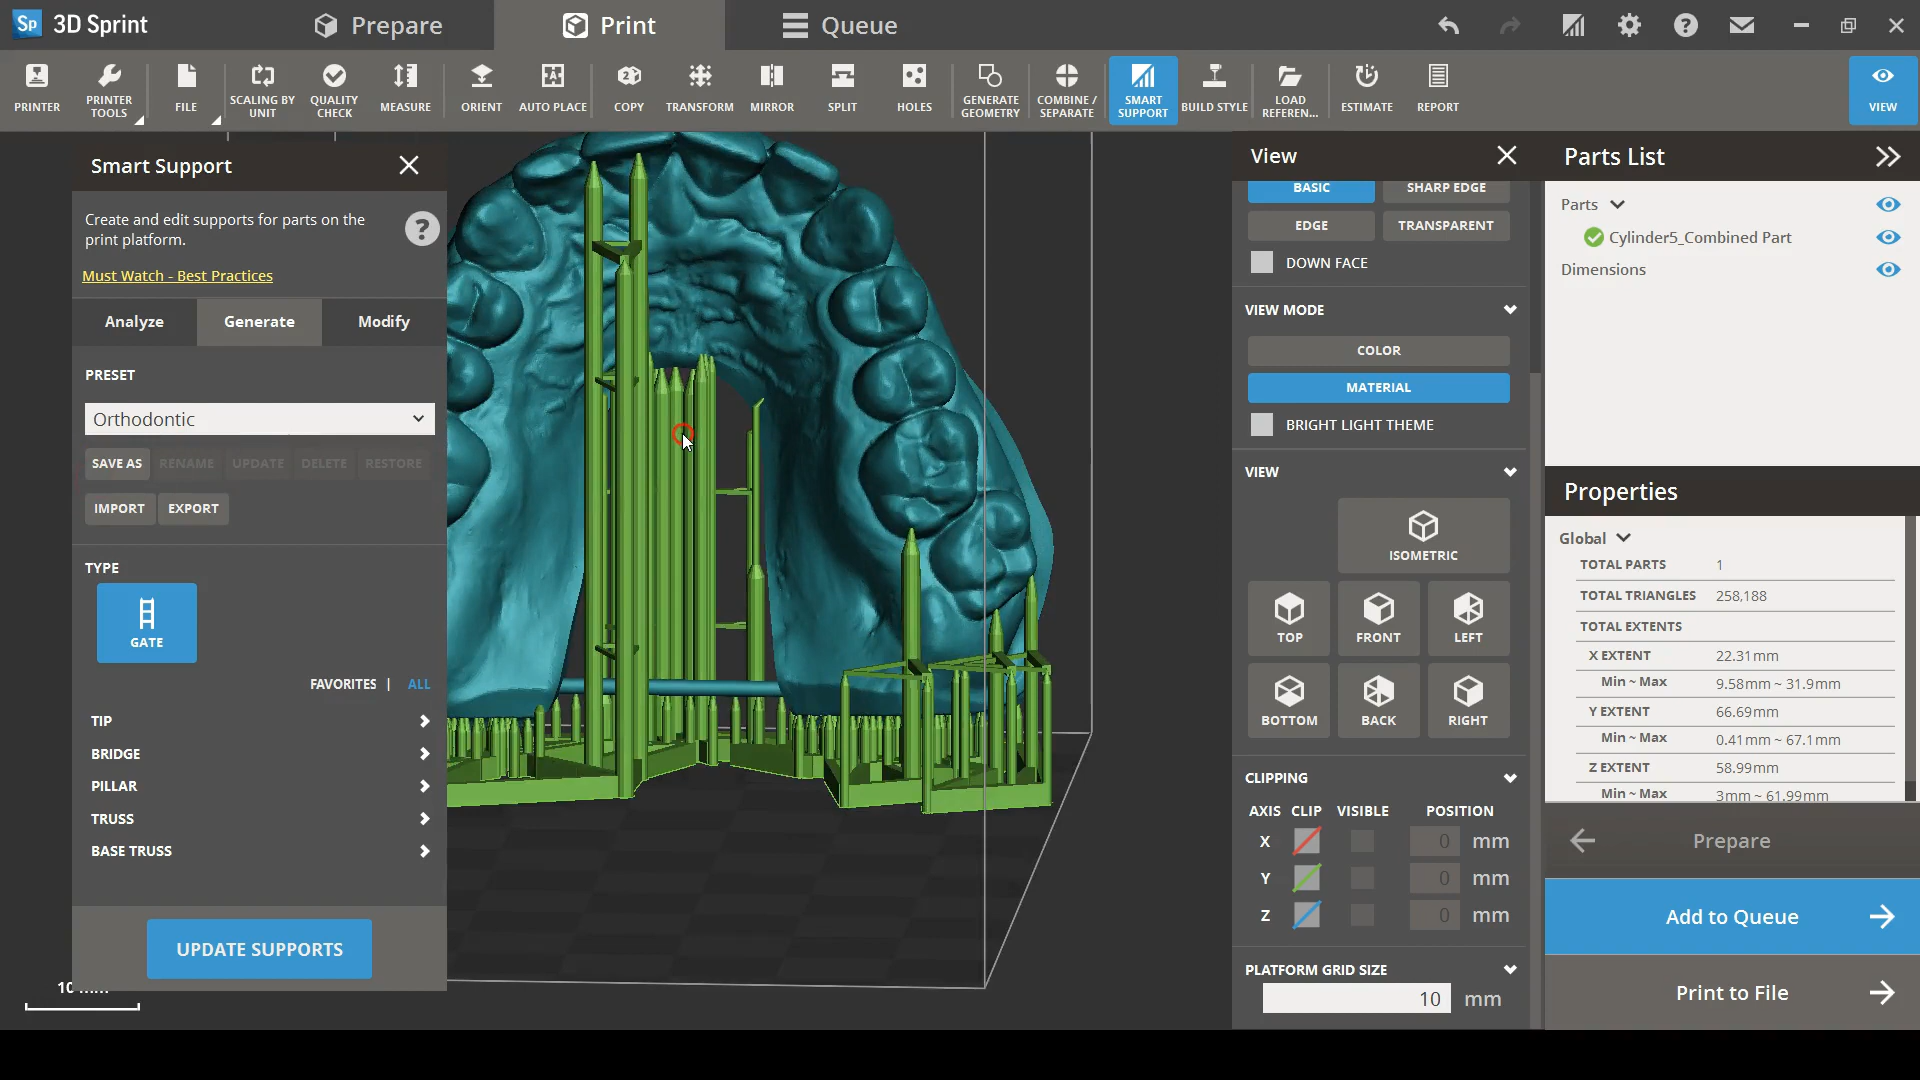 Sp 3D Sprint
Prepare
Print
Queue
PRINTER
PRINTER
TOOLS
FILE
SCALING BY
UNIT
QUALITY
CHECK
MEASURE
ORIENT
AUTO PLACE
COPY
TRANSFORM
MIRROR
SPLIT
HOLES
GENERATE
GEOMETRY
COMBINE /
SEPARATE
SMART
SUPPORT
BUILD STYLE
LOAD
REFEREN...
ESTIMATE
REPORT
VIEW
Smart Support
Create and edit supports for parts on the
print platform.
Must Watch - Best Practices
Analyze
Generate
Modify
PRESET
Orthodontic
SAVE AS
RENAME
UPDATE
DELETE
RESTORE
IMPORT
EXPORT
TYPE
GATE
FAVORITES | ALL
TIP
BRIDGE
PILLAR
TRUSS
BASE TRUSS
UPDATE SUPPORTS
View
BASIC
SHARP EDGE
EDGE
TRANSPARENT
DOWN FACE
VIEW MODE
COLOR
MATERIAL
BRIGHT LIGHT THEME
VIEW
ISOMETRIC
TOP
FRONT
LEFT
BOTTOM
BACK
RIGHT
CLIPPING
AXIS CLIP VISIBLE POSITION
X 0 mm
Y 0 mm
Z 0 mm
PLATFORM GRID SIZE
10 mm
Parts List
Parts
Cylinder5_Combined Part
Dimensions
Properties
Global
TOTAL PARTS 1
TOTAL TRIANGLES 258,188
TOTAL EXTENTS
X EXTENT 22.31mm
Min ~ Max 9.58mm ~ 31.9mm
Y EXTENT 66.69mm
Min ~ Max 0.41mm ~ 67.1mm
Z EXTENT 58.99mm
Min ~ Max 3mm ~ 61.99mm
Prepare
Add to Queue
Print to File